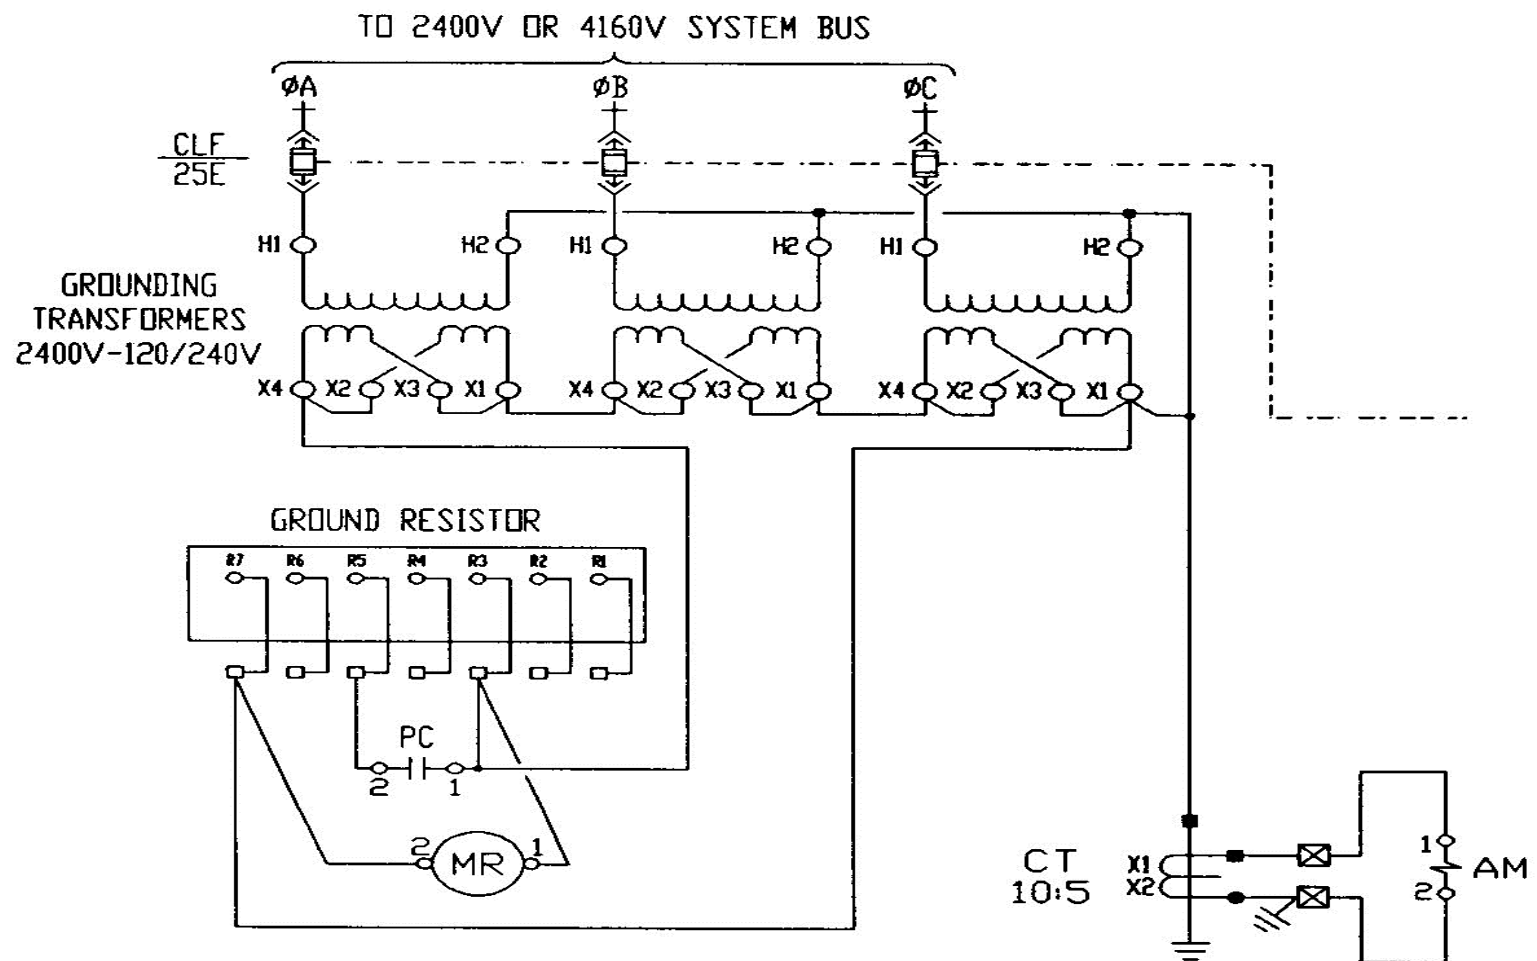 TO 2400V OR 4160V SYSTEM BUS
ØA ØB ØC
CLF
25E
H1 H2 H1 H2 H1 H2
GROUNDING
TRANSFORMERS
2400V-120/240V
X4 X2 X3 X1 X4 X2 X3 X1 X4 X2 X3 X1
GROUND RESISTOR
R7 R6 R5 R4 R3 R2 R1
PC
2 1
2 MR 1
CT
10:5
X1
X2
1
2
AM